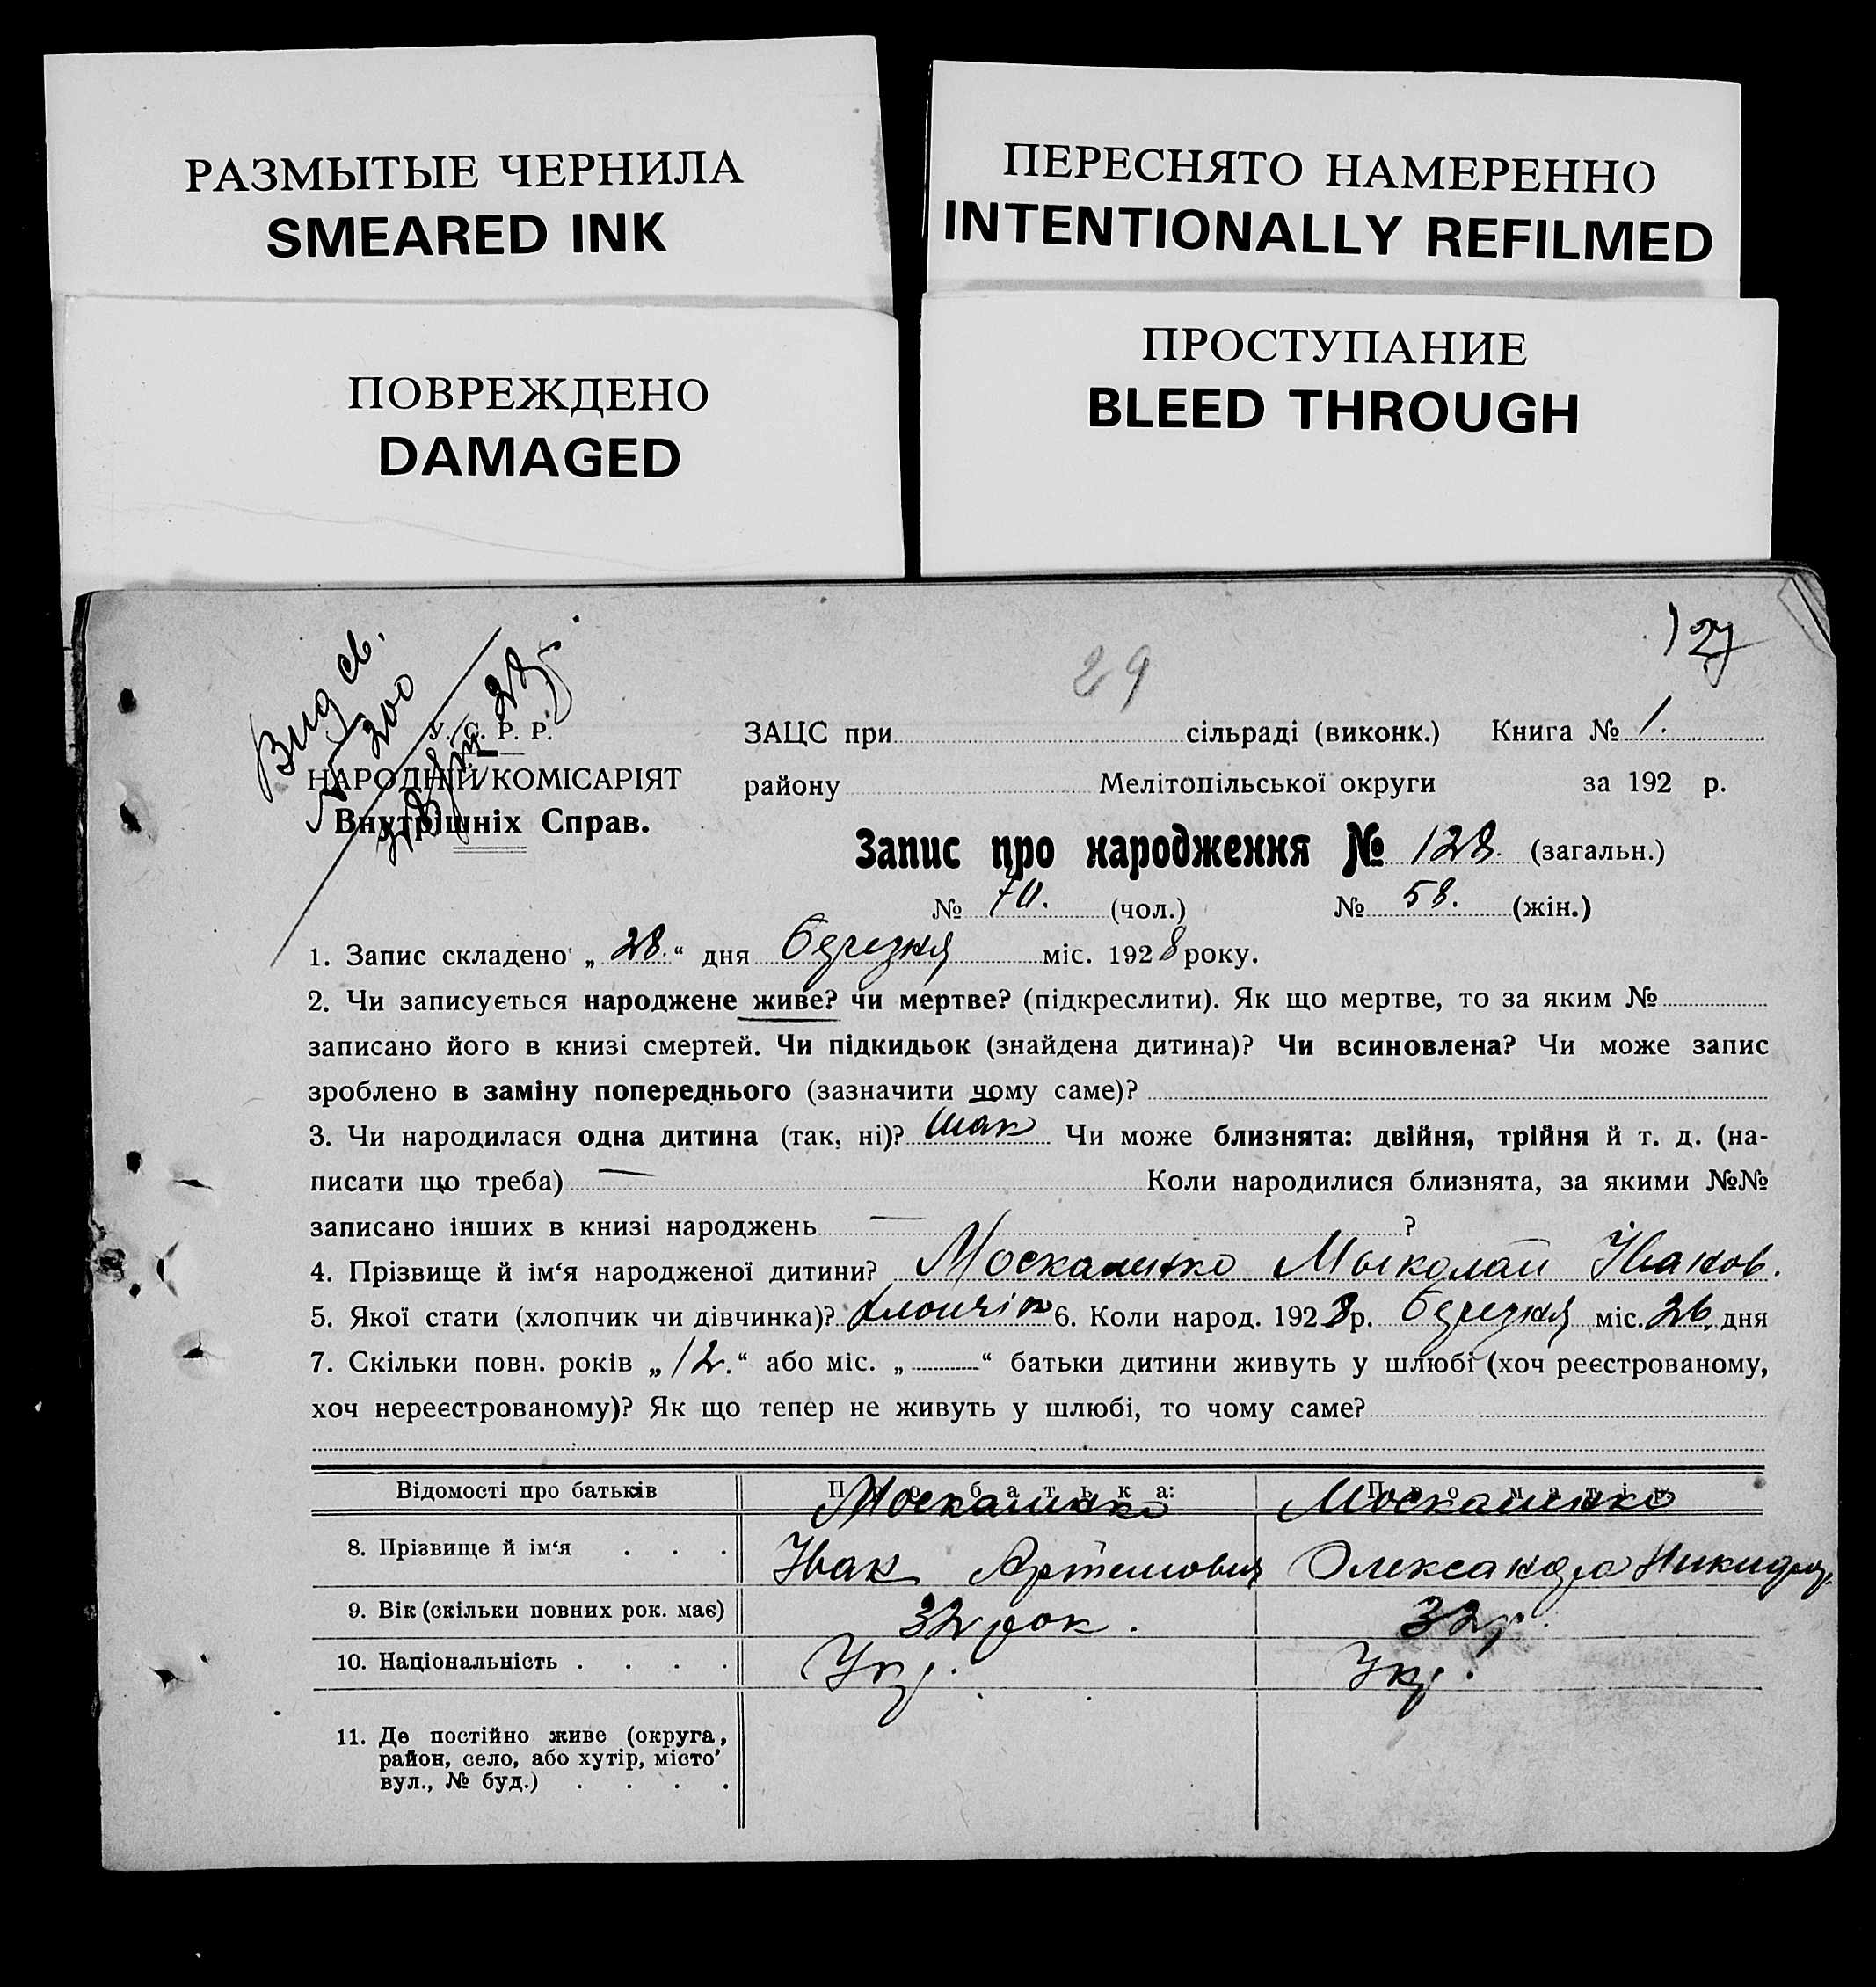 РАЗМЫТЫЕ ЧЕРНИЛА
SMEARED INK
ПЕРЕСНЯТО НАМЕРЕННО
INTENTIONALLY REFILMED
ПОВРЕЖДЕНО
DAMAGED
ПРОСТУПАНИЕ
BLEED THROUGH
127
29
Вид св.
200
У. С. Р. Р.
НАРОДНІЙ КОМІСАРІЯТ
Внутрішніх Справ.
ЗАЦС при сільраді (виконк.) Книга № 1.
району Мелітопільської округи за 192 р.
Запис про народження № 128. (загальн.)
№ 70. (чол.) № 58. (жін.)
1. Запис складено „28.“ дня березня міс. 1928 року.
2. Чи записується народжене живе? чи мертве? (підкреслити). Як що мертве, то за яким №
записано його в книзі смертей. Чи підкидьок (знайдена дитина)? Чи всиновлена? Чи може запис
зроблено в заміну попереднього (зазначити чому саме)?
3. Чи народилася одна дитина (так, ні)? так Чи може близнята: двійня, трійня й т. д. (на-
писати що треба) — Коли народилися близнята, за якими №№
записано інших в книзі народжень — ?
4. Прізвище й ім‘я народженої дитини? Москаленко Мыколай Іванов.
5. Якої стати (хлопчик чи дівчинка)? хлопчік 6. Коли народ. 1928 р. березня міс. 26. дня
7. Скільки повн. років „12.“ або міс. „ “ батьки дитини живуть у шлюбі (хоч реєстрованому,
хоч нереєстрованому)? Як що тепер не живуть у шлюбі, то чому саме?
Відомості про батьків Про батька: Про матір:
Москаленко Москаленко
8. Прізвище й ім‘я . . . Іван Артемович Олександра Никидр.
9. Вік (скільки повних рок. має) 32 рок. 32 р.
10. Національність . . . . Укр. Укр.
11. Де постійно живе (округа,
район, село, або хутір, місто
вул., № буд.) . . . .